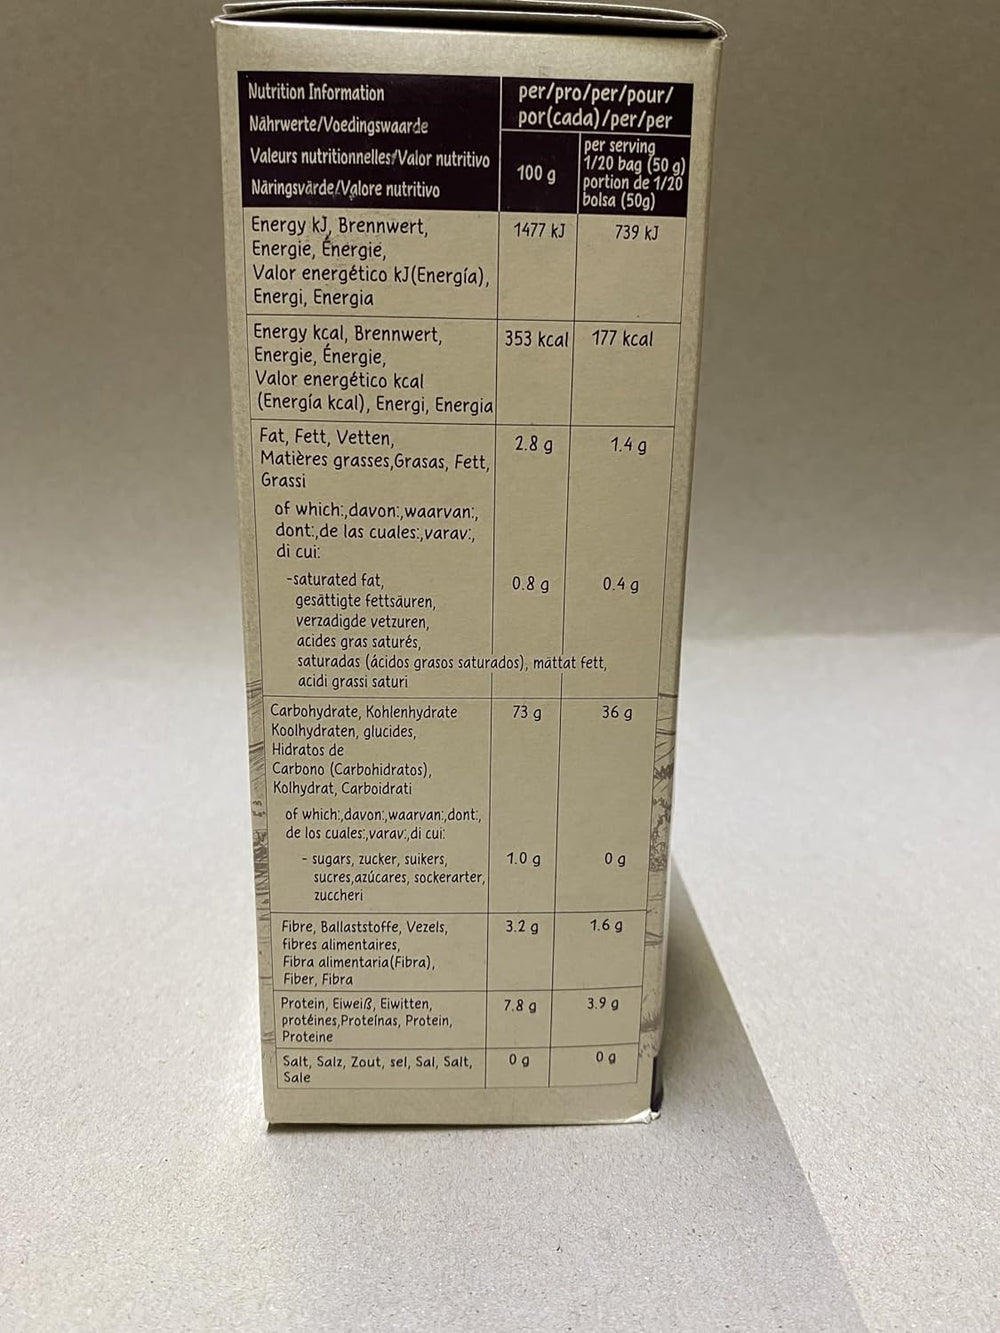 Nutrition Information
Nährwerte/Voedingswaarde
Valeurs nutritionnelles/Valor nutritivo
Näringsvärde/Valore nutritivo
per/pro/per/pour/
por(cada)/per/per
100 g
per serving
1/20 bag (50 g)
portion de 1/20
bolsa (50g)
Energy kJ, Brennwert,
Energie, Énergie,
Valor energético kJ(Energía),
Energi, Energia
1477 kJ
739 kJ
Energy kcal, Brennwert,
Energie, Énergie,
Valor energético kcal
(Energía kcal), Energi, Energia
353 kcal
177 kcal
Fat, Fett, Vetten,
Matières grasses,Grasas, Fett,
Grassi
2.8 g
1.4 g
of which:,davon:,waarvan:,
dont:,de las cuales:,varav:,
di cui:
-saturated fat,
gesättigte fettsäuren,
verzadigde vetzuren,
acides gras saturés,
saturadas (ácidos grasos saturados), mättat fett,
acidi grassi saturi
0.8 g
0.4 g
Carbohydrate, Kohlenhydrate
Koolhydraten, glucides,
Hidratos de
Carbono (Carbohidratos),
Kolhydrat, Carboidrati
73 g
36 g
of which:,davon:,waarvan:,dont:,
de los cuales:,varav:,di cui:
- sugars, zucker, suikers,
sucres,azúcares, sockerarter,
zuccheri
1.0 g
0 g
Fibre, Ballaststoffe, Vezels,
fibres alimentaires,
Fibra alimentaria(Fibra),
Fiber, Fibra
3.2 g
1.6 g
Protein, Eiweiß, Eiwitten,
protéines,Proteínas, Protein,
Proteine
7.8 g
3.9 g
Salt, Salz, Zout, sel, Sal, Salt,
Sale
0 g
0 g